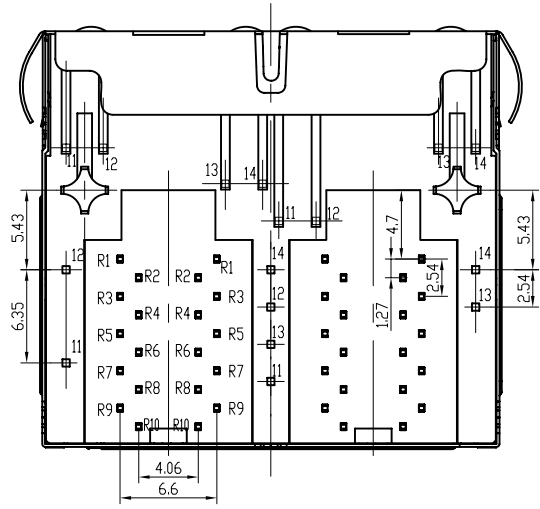 11 12 13 14
13 14
11 12
5.43 4.7 5.43
R1 R1
12 14 14
R2 R2 2.54
R3 R3
12 13 2.54
6.35 1.27
R4 R4
R5 R5
13
R6 R6
11
R7 R7
11
R8 R8
R9 R9
R10 R10
4.06
6.6